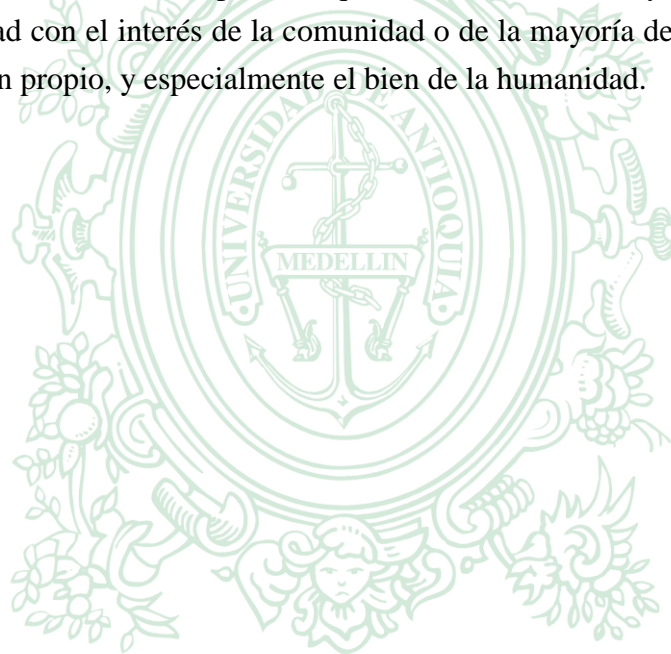 ad con el interés de la comunidad o de la mayoría de
n propio, y especialmente el bien de la humanidad.
UNIVERSIDAD DE ANTIOQUIA
MEDELLIN